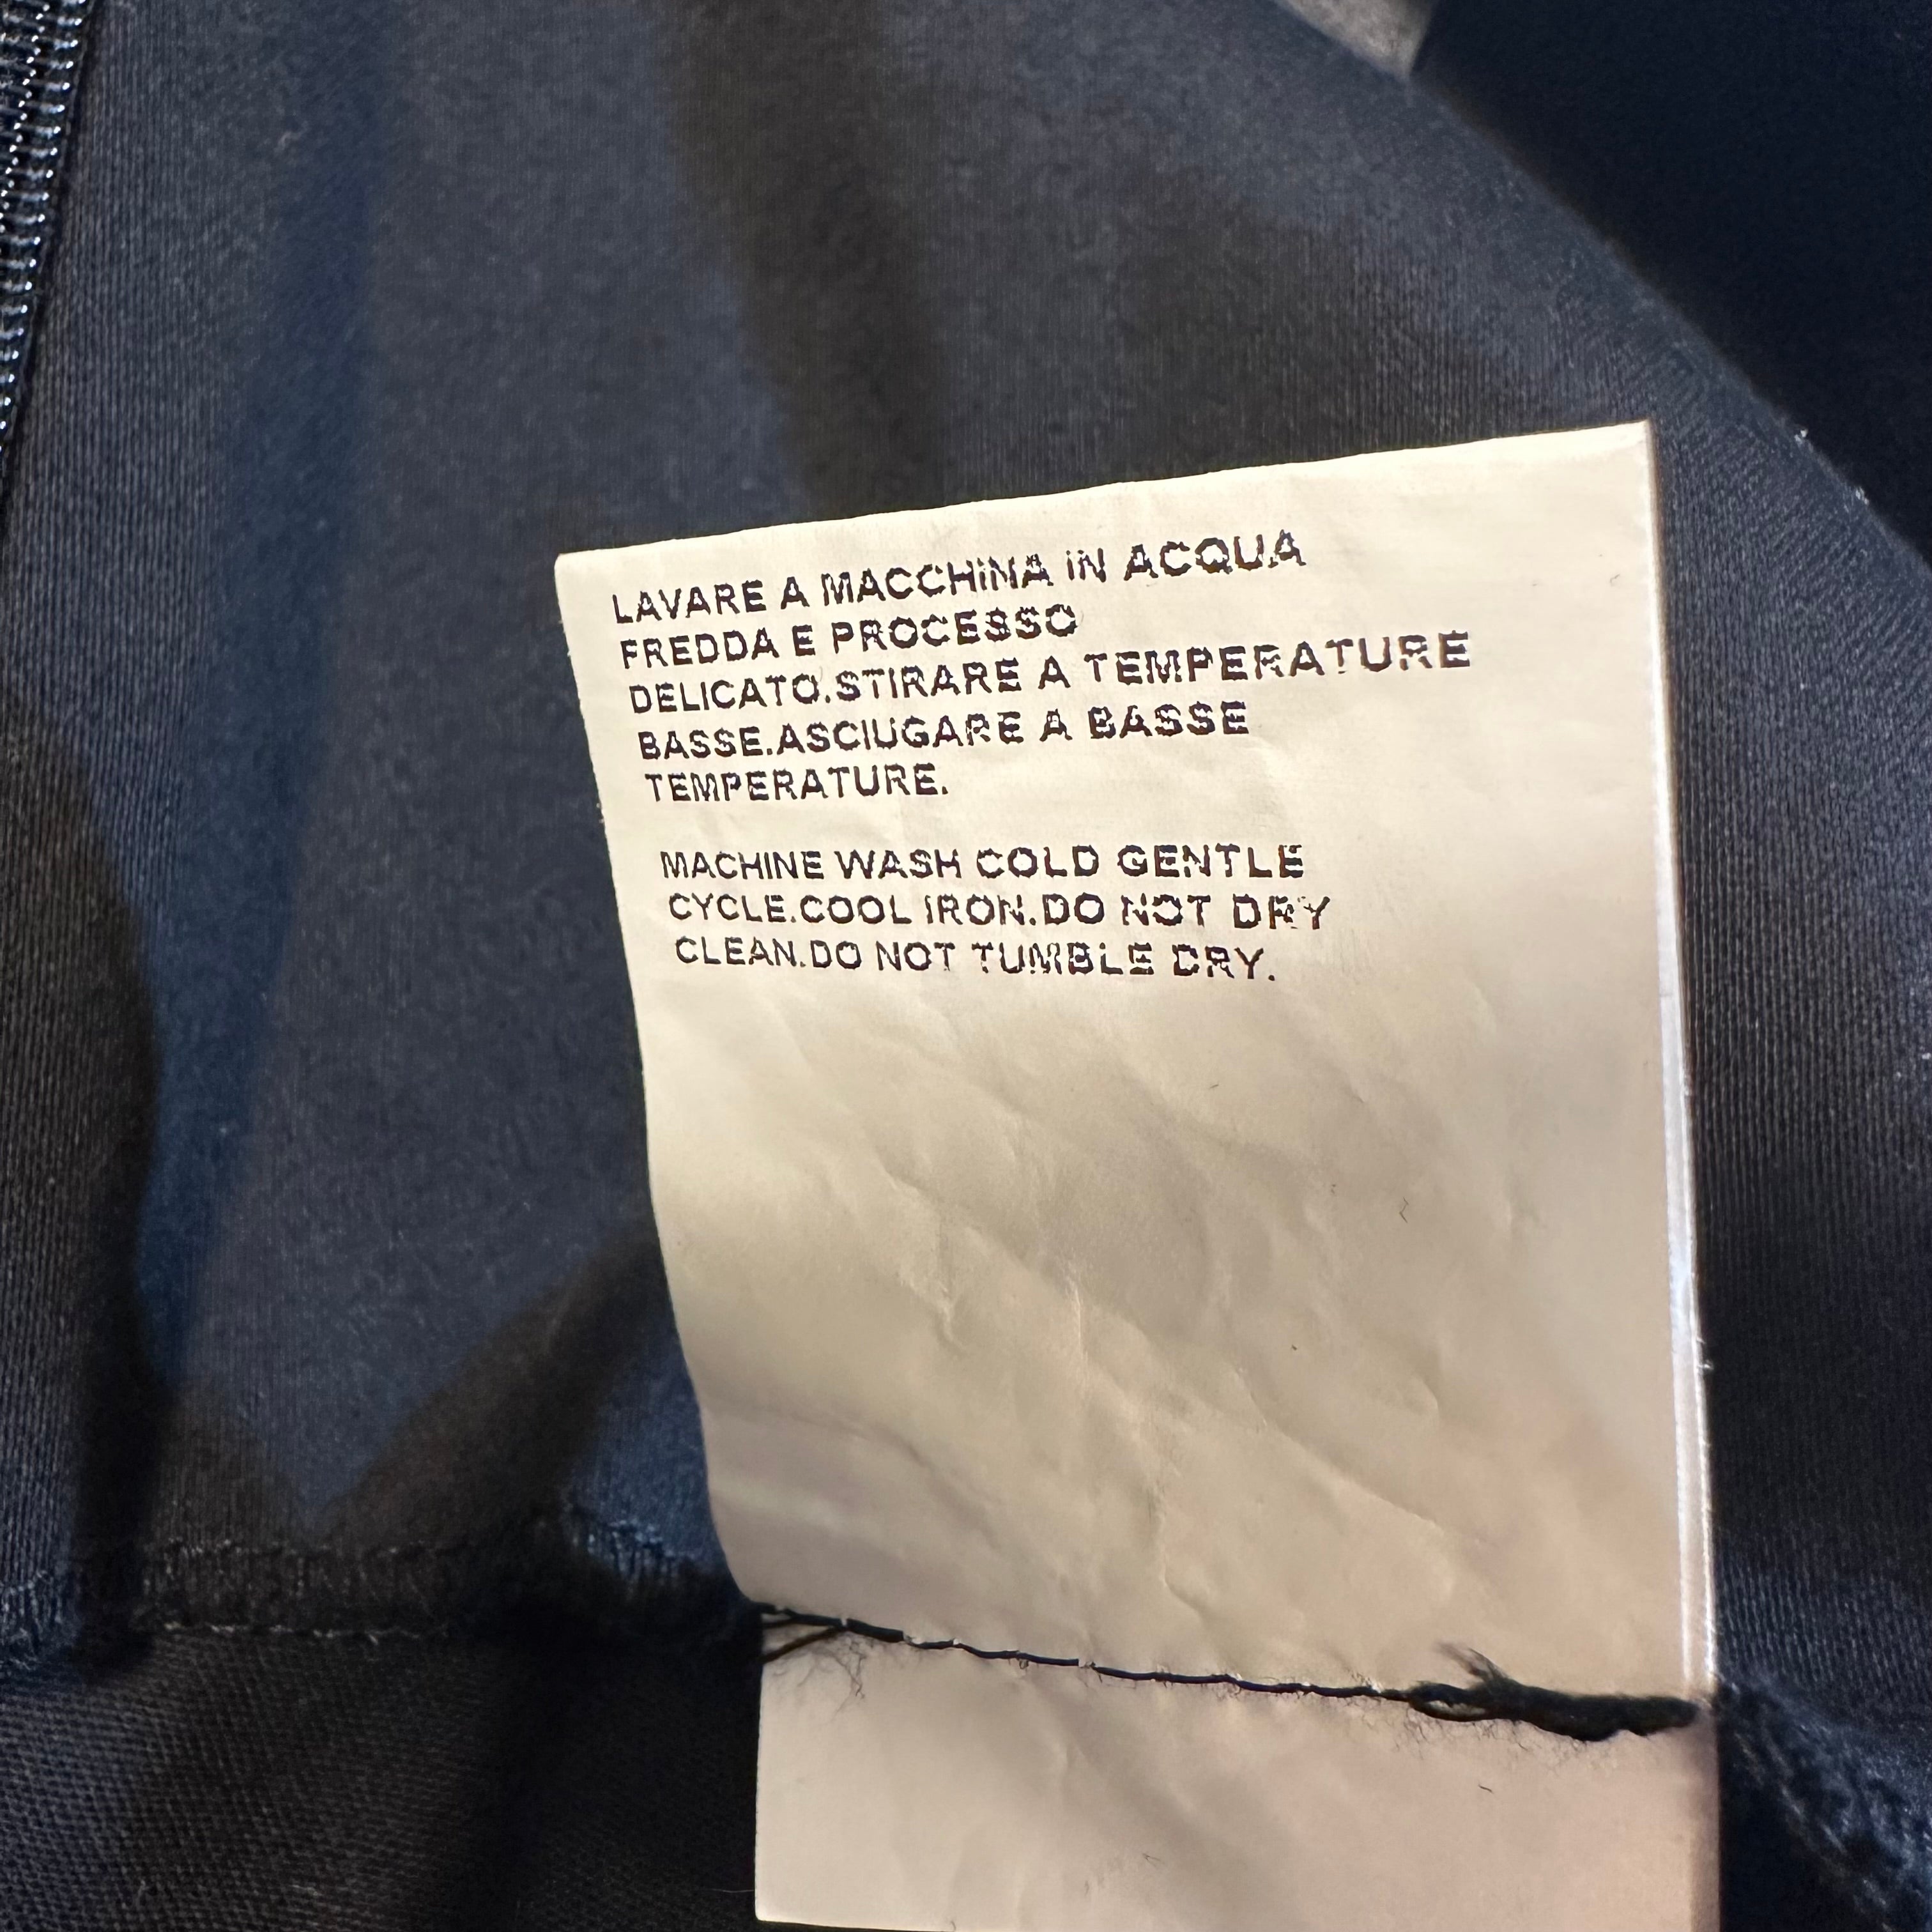 LAVARE A MACCHiNA iN ACQUA
FREDDA E PROCESSO
DELICATO.STIRARE A TEMPERATURE
BASSE.ASCIUGARE A BASSE
TEMPERATURE.
MACHINE WASH COLD GENTLE
CYCLE.COOL IRON.DO NOT DRY
CLEAN.DO NOT TUMBLE DRY.